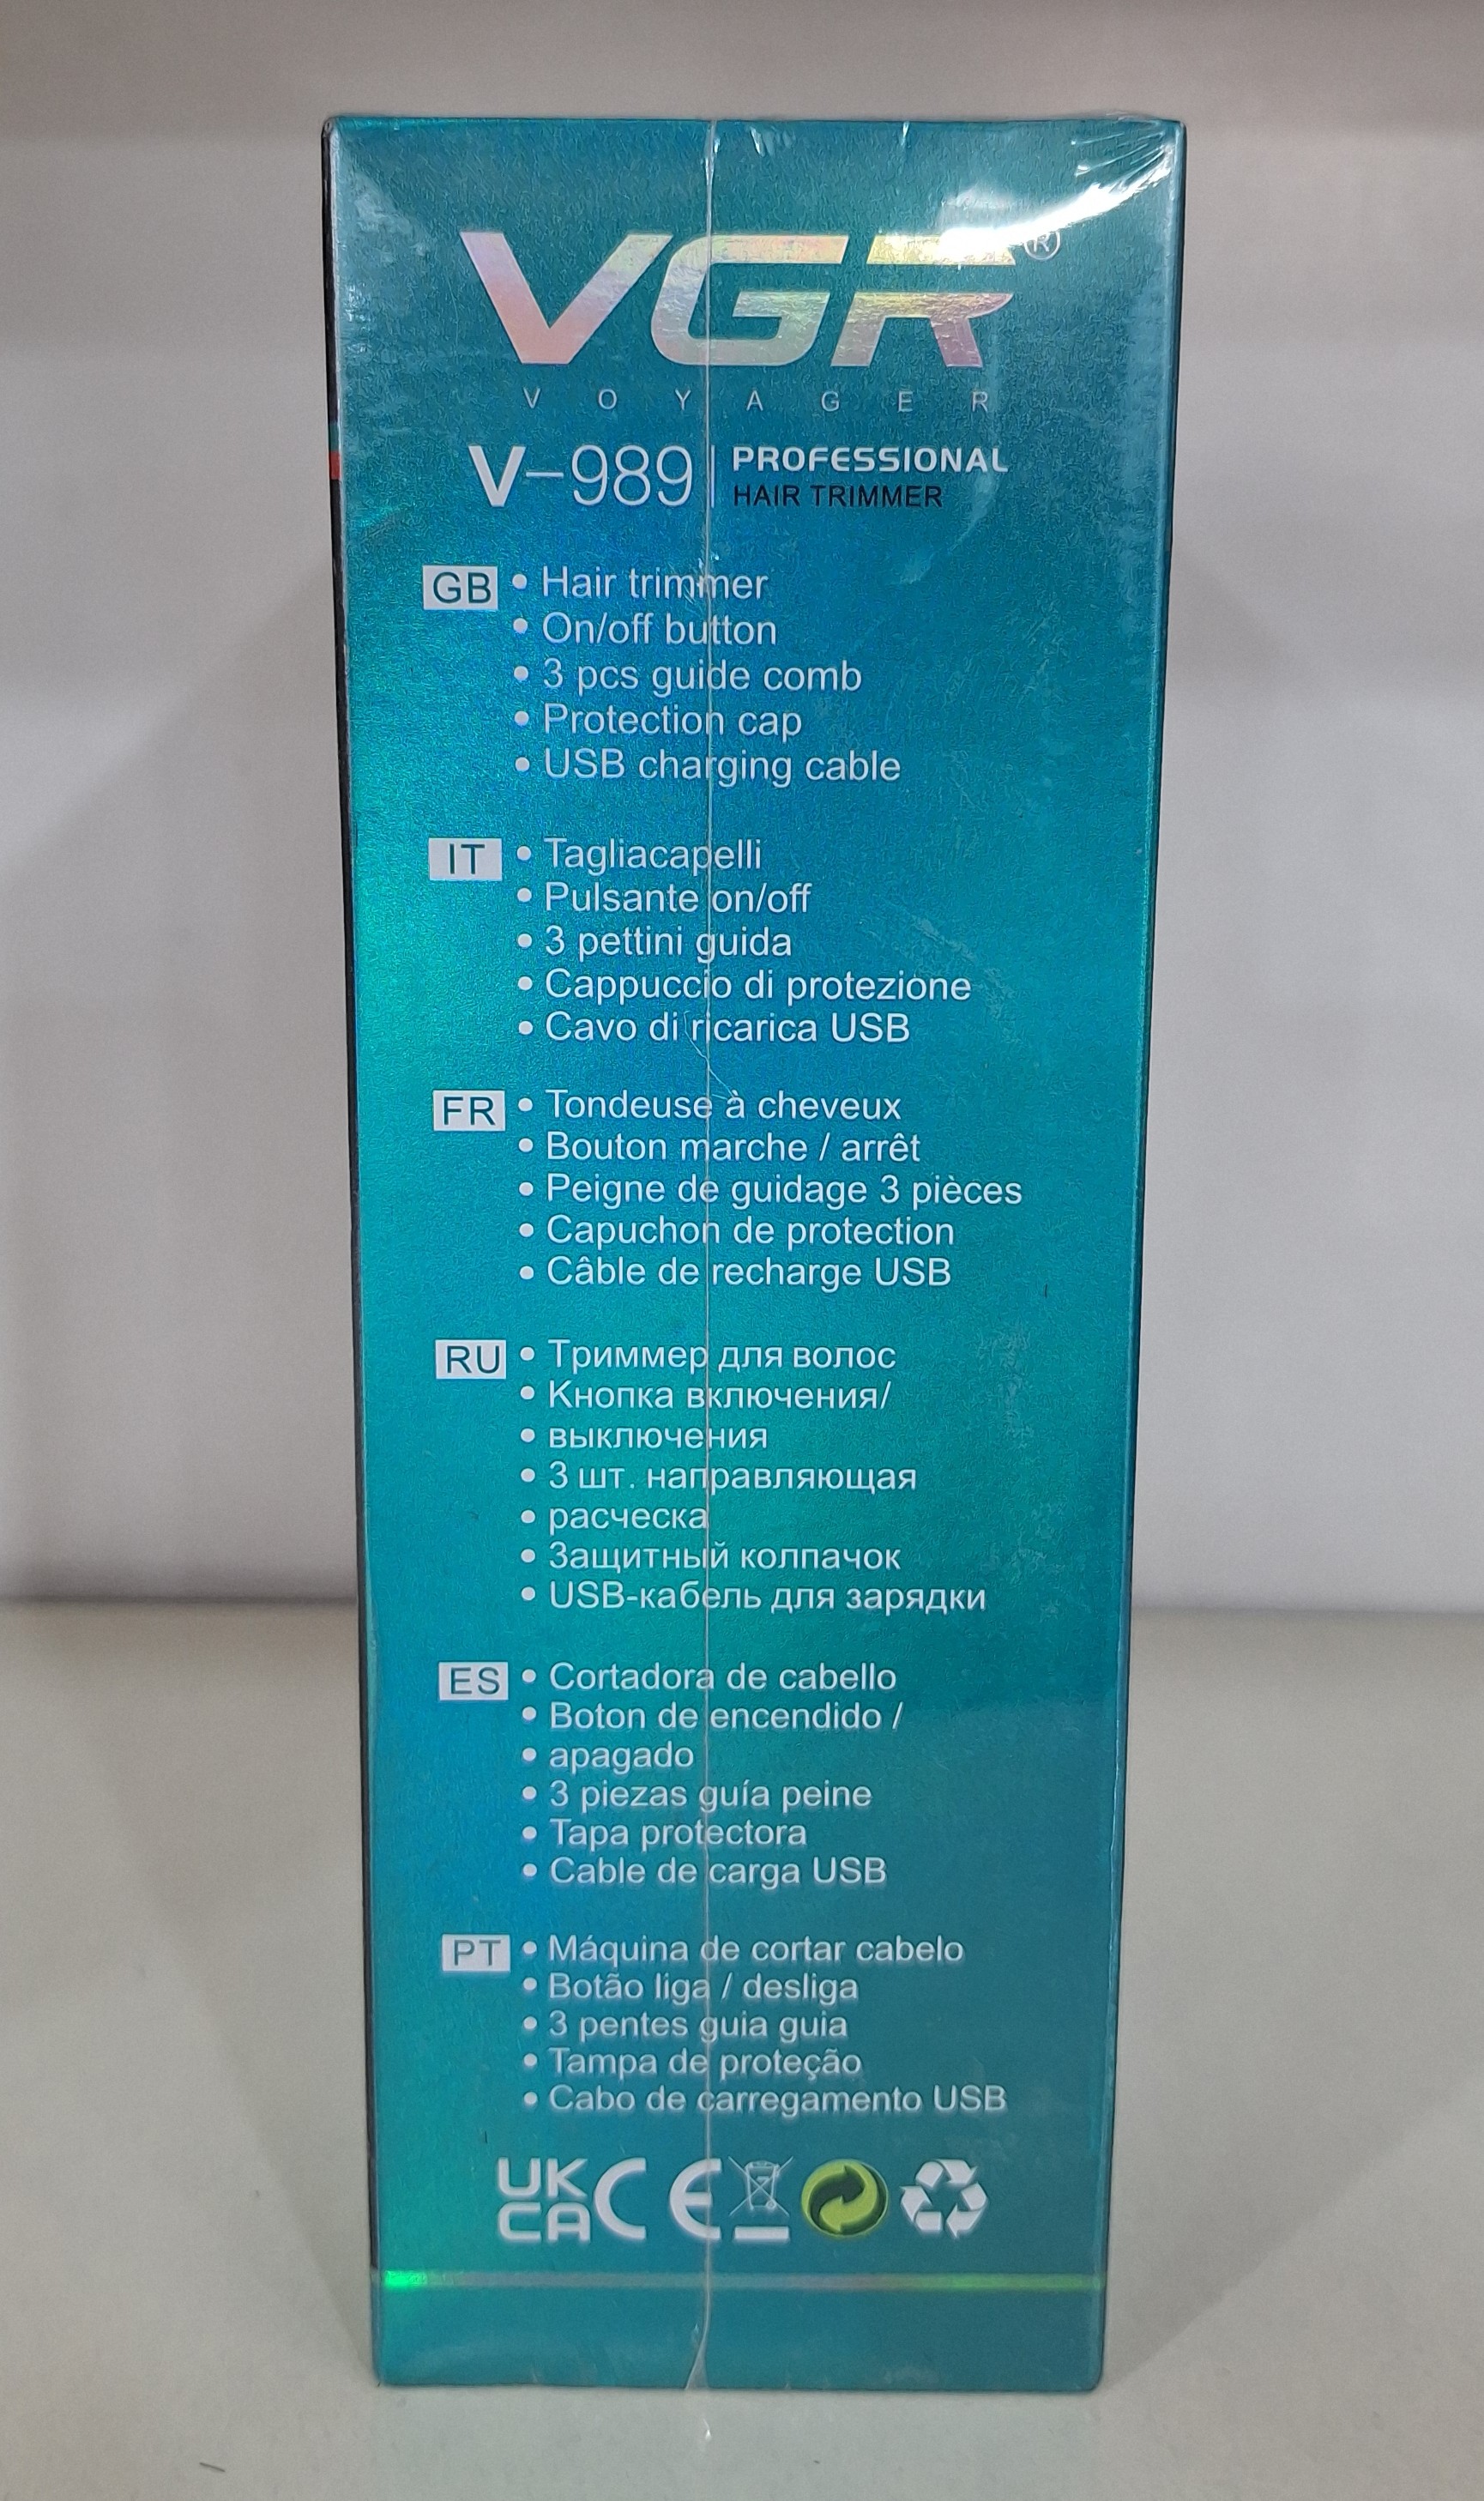 VGR®
VOYAGER
V-989 PROFESSIONAL
HAIR TRIMMER
GB • Hair trimmer
• On/off button
• 3 pcs guide comb
• Protection cap
• USB charging cable
IT • Tagliacapelli
• Pulsante on/off
• 3 pettini guida
• Cappuccio di protezione
• Cavo di ricarica USB
FR • Tondeuse à cheveux
• Bouton marche / arrêt
• Peigne de guidage 3 pièces
• Capuchon de protection
• Câble de recharge USB
RU • Триммер для волос
• Кнопка включения/
• выключения
• 3 шт. направляющая
• расческа
• Защитный колпачок
• USB-кабель для зарядки
ES • Cortadora de cabello
• Boton de encendido /
• apagado
• 3 piezas guía peine
• Tapa protectora
• Cable de carga USB
PT • Máquina de cortar cabelo
• Botão liga / desliga
• 3 pentes guia guia
• Tampa de proteção
• Cabo de carregamento USB
UK CE
CA